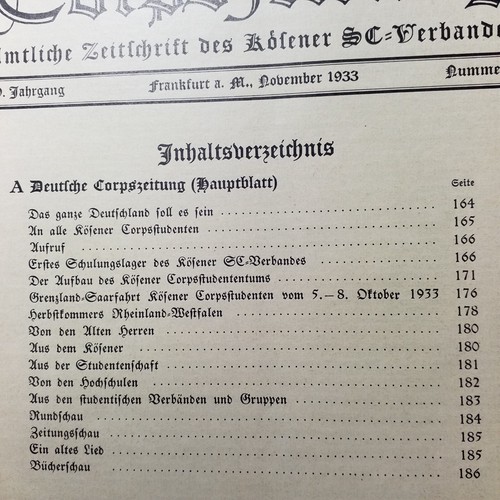 Amtliche Zeitschrift des Kösener SC-Verbande
Jahrgang
Frankfurt a. M., November 1933
Numme
Inhaltsverzeichnis
A Deutsche Corpszeitung (Hauptblatt)
Seite
Das ganze Deutschland soll es sein 164
An alle Kösener Corpsstudenten 165
Aufruf 166
Erstes Schulungslager des Kösener SC-Verbandes 166
Der Aufbau des Kösener Corpsstudententums 171
Grenzland-Saarfahrt Kösener Corpsstudenten vom 5.–8. Oktober 1933 176
Herbstkommers Rheinland-Westfalen 178
Von den Alten Herren 180
Aus dem Kösener 180
Aus der Studentenschaft 181
Von den Hochschulen 182
Aus den studentischen Verbänden und Gruppen 183
Rundschau 184
Zeitungsschau 185
Ein altes Lied 185
Bücherschau 186